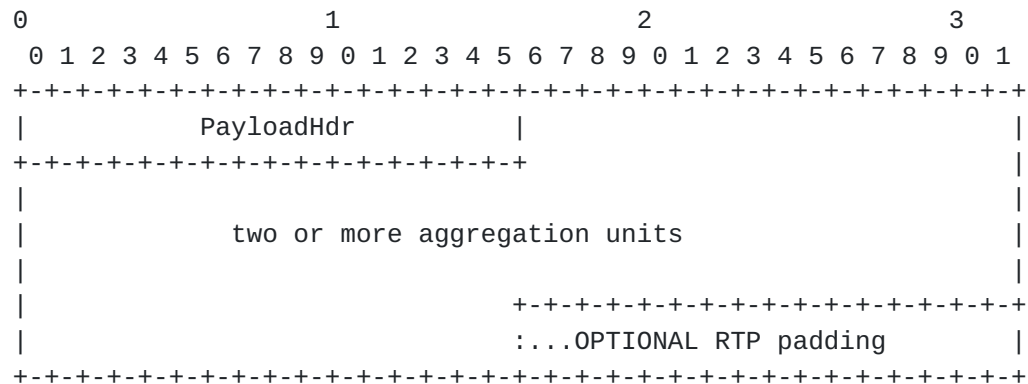 0                   1                   2                   3
 0 1 2 3 4 5 6 7 8 9 0 1 2 3 4 5 6 7 8 9 0 1 2 3 4 5 6 7 8 9 0 1
+-+-+-+-+-+-+-+-+-+-+-+-+-+-+-+-+-+-+-+-+-+-+-+-+-+-+-+-+-+-+-+-+
|           PayloadHdr          |                               |
+-+-+-+-+-+-+-+-+-+-+-+-+-+-+-+-+                               |
|                                                               |
|             two or more aggregation units                     |
|                                                               |
|                               +-+-+-+-+-+-+-+-+-+-+-+-+-+-+-+-+
|                               :...OPTIONAL RTP padding        |
+-+-+-+-+-+-+-+-+-+-+-+-+-+-+-+-+-+-+-+-+-+-+-+-+-+-+-+-+-+-+-+-+